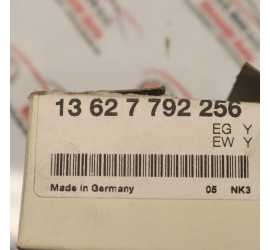 13 62 7 792 256
EG Y
EW Y
Made in Germany 05 NK3